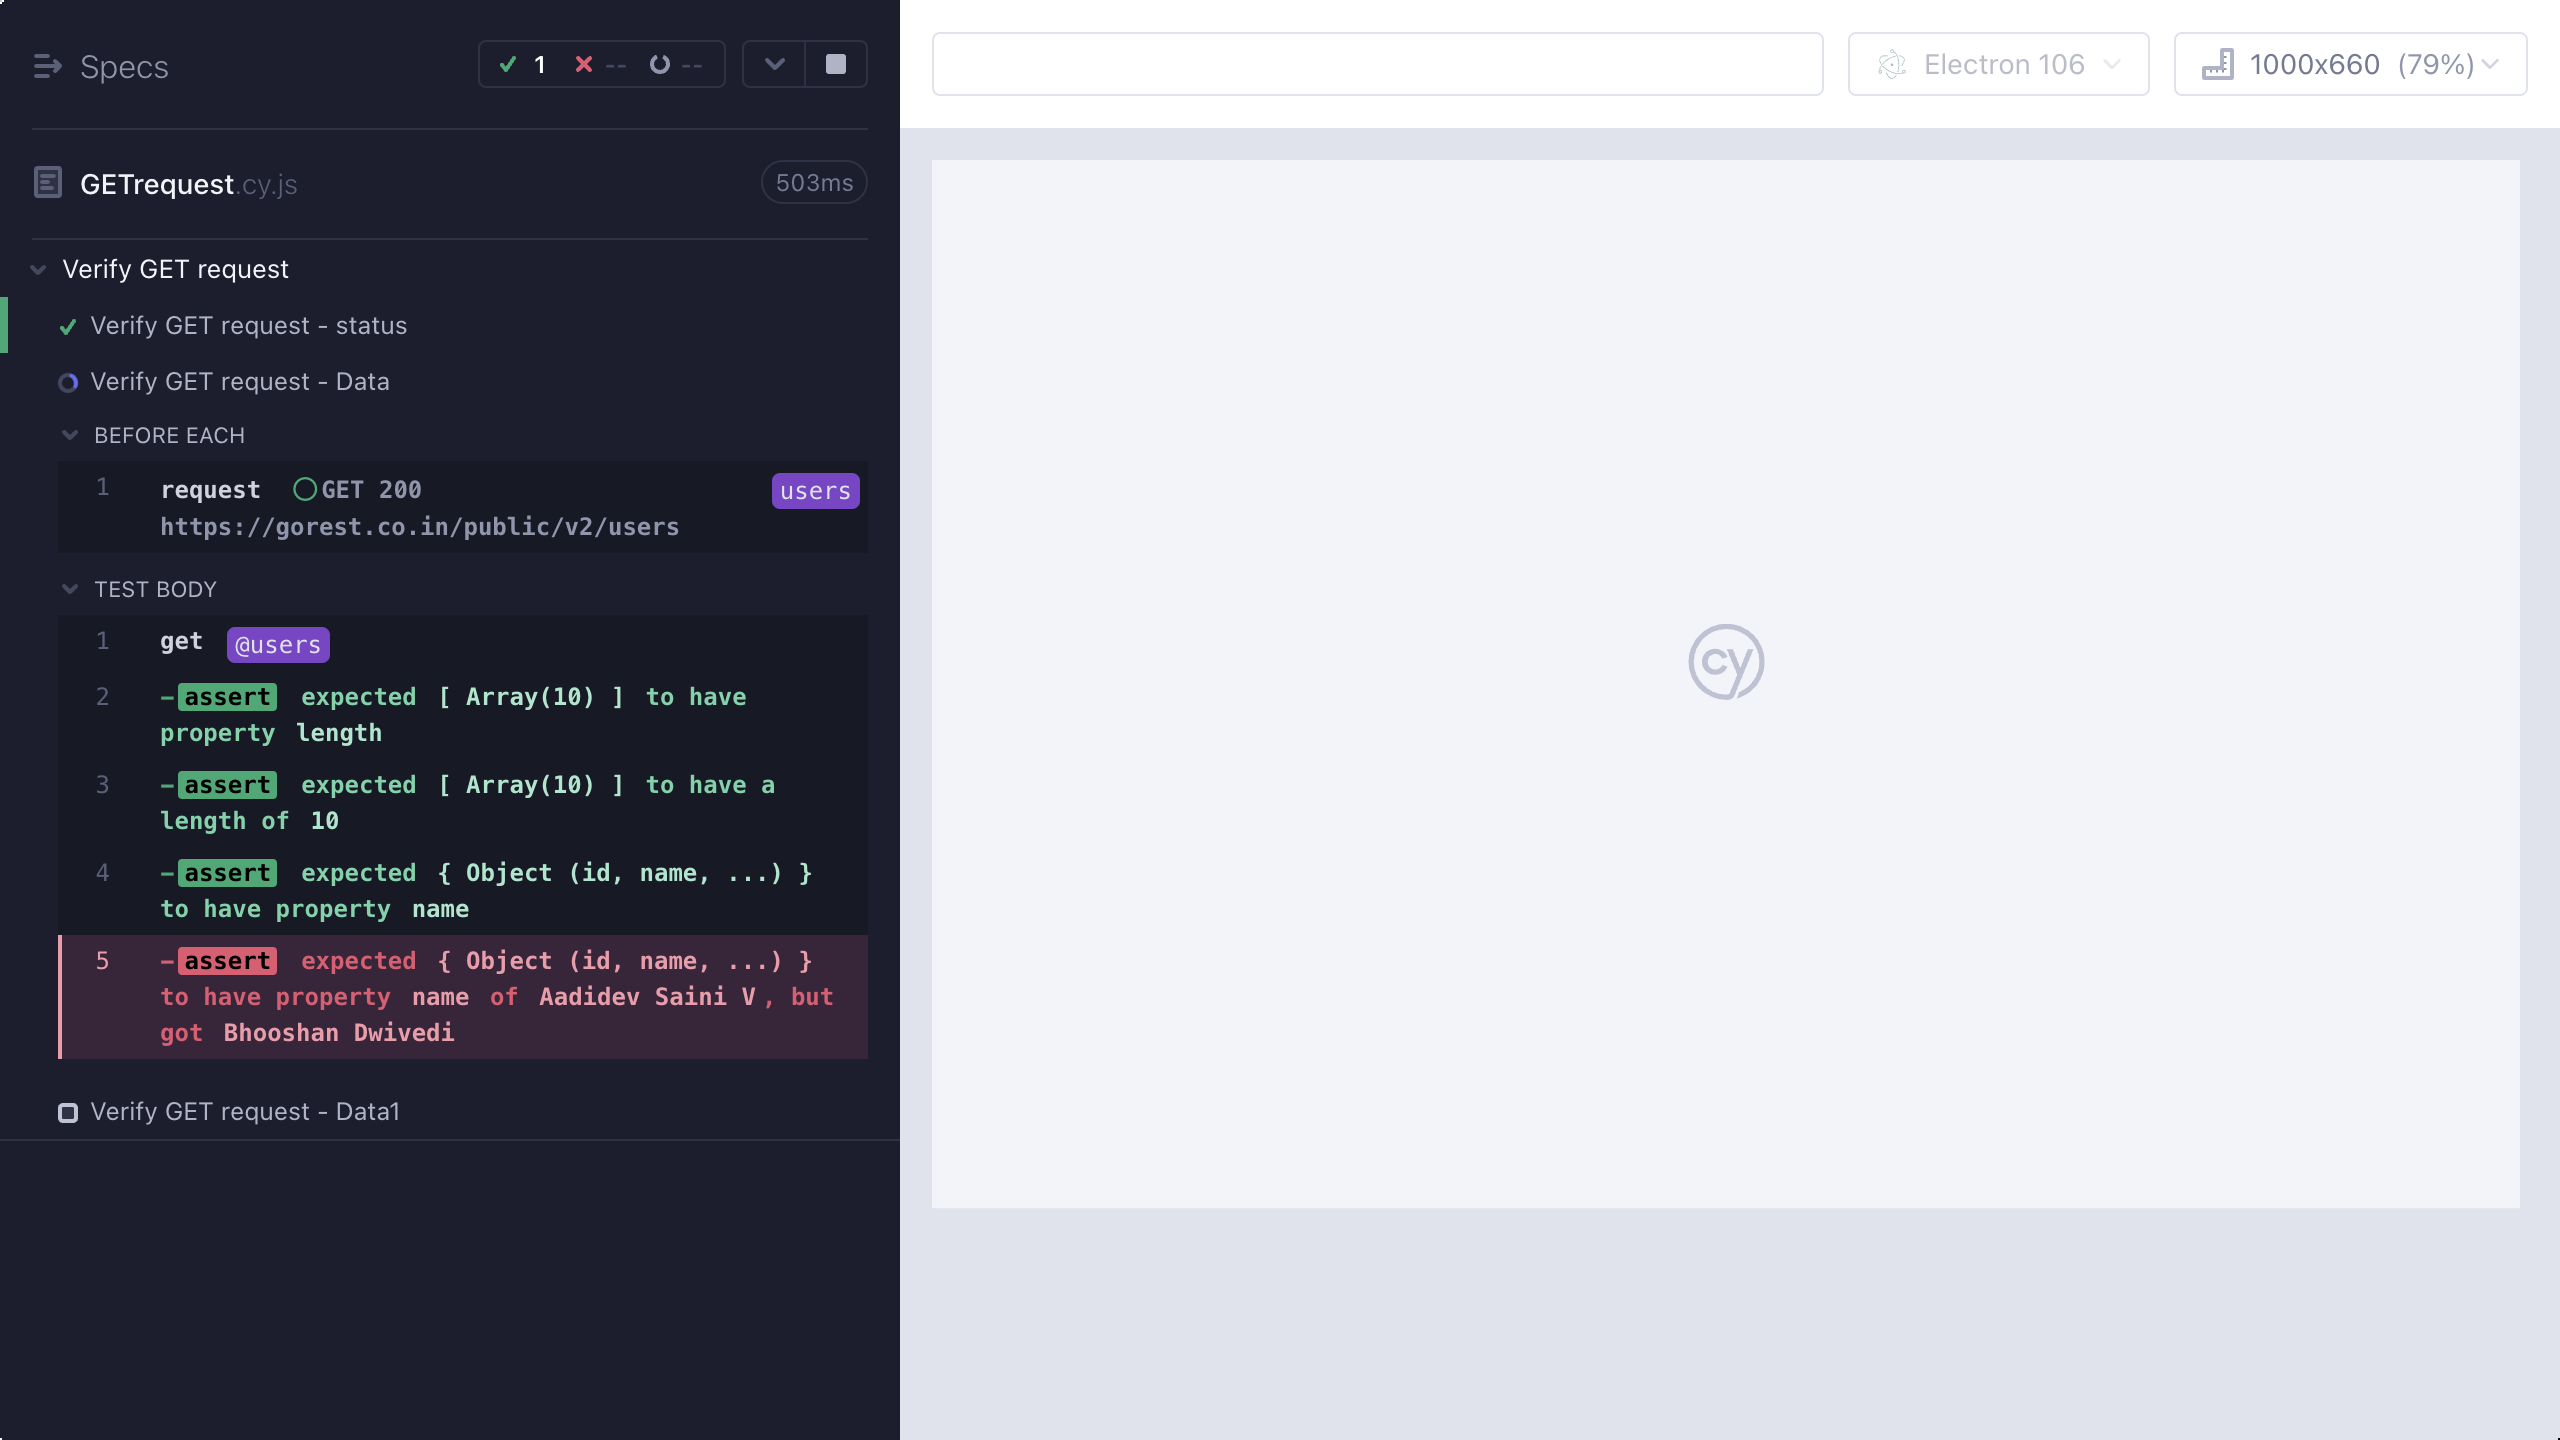 Specs
1 -- --
GETrequest.cy.js
503ms
Verify GET request
Verify GET request - status
Verify GET request - Data
BEFORE EACH
1 request GET 200 users
https://gorest.co.in/public/v2/users
TEST BODY
1 get @users
2 -assert expected [ Array(10) ] to have
property length
3 -assert expected [ Array(10) ] to have a
length of 10
4 -assert expected { Object (id, name, ...) }
to have property name
5 -assert expected { Object (id, name, ...) }
to have property name of Aadidev Saini V, but
got Bhooshan Dwivedi
Verify GET request - Data1
Electron 106
1000x660 (79%)
cy